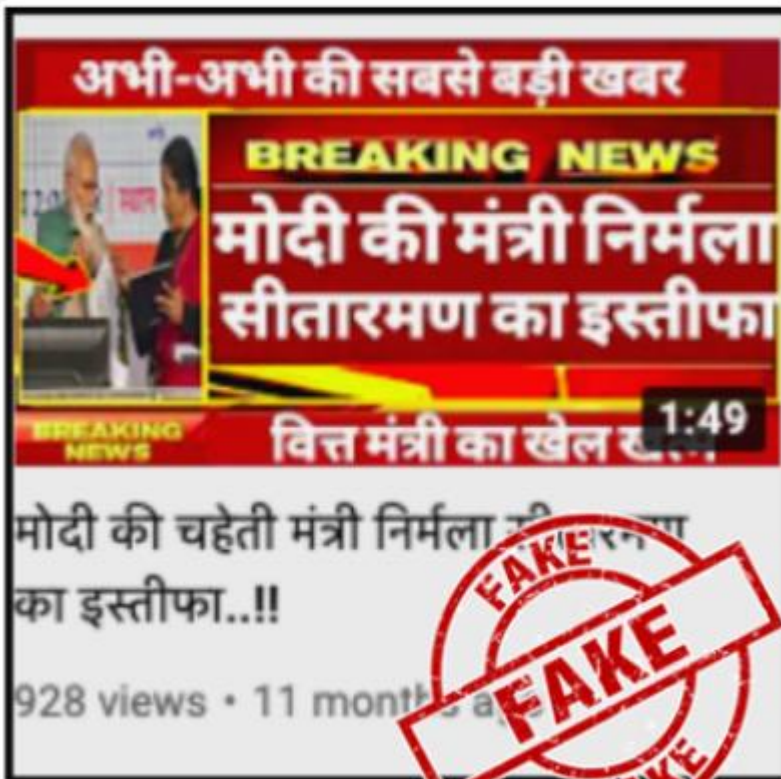 अभी-अभी की सबसे बड़ी खबर
BREAKING NEWS
मोदी की मंत्री निर्मला
सीतारमण का इस्तीफा
1:49
BREAKING
NEWS
वित्त मंत्री का खेल
मोदी की चहेती मंत्री निर्मला
का इस्तीफा..!!
928 views • 11 months
FAKE
FAKE